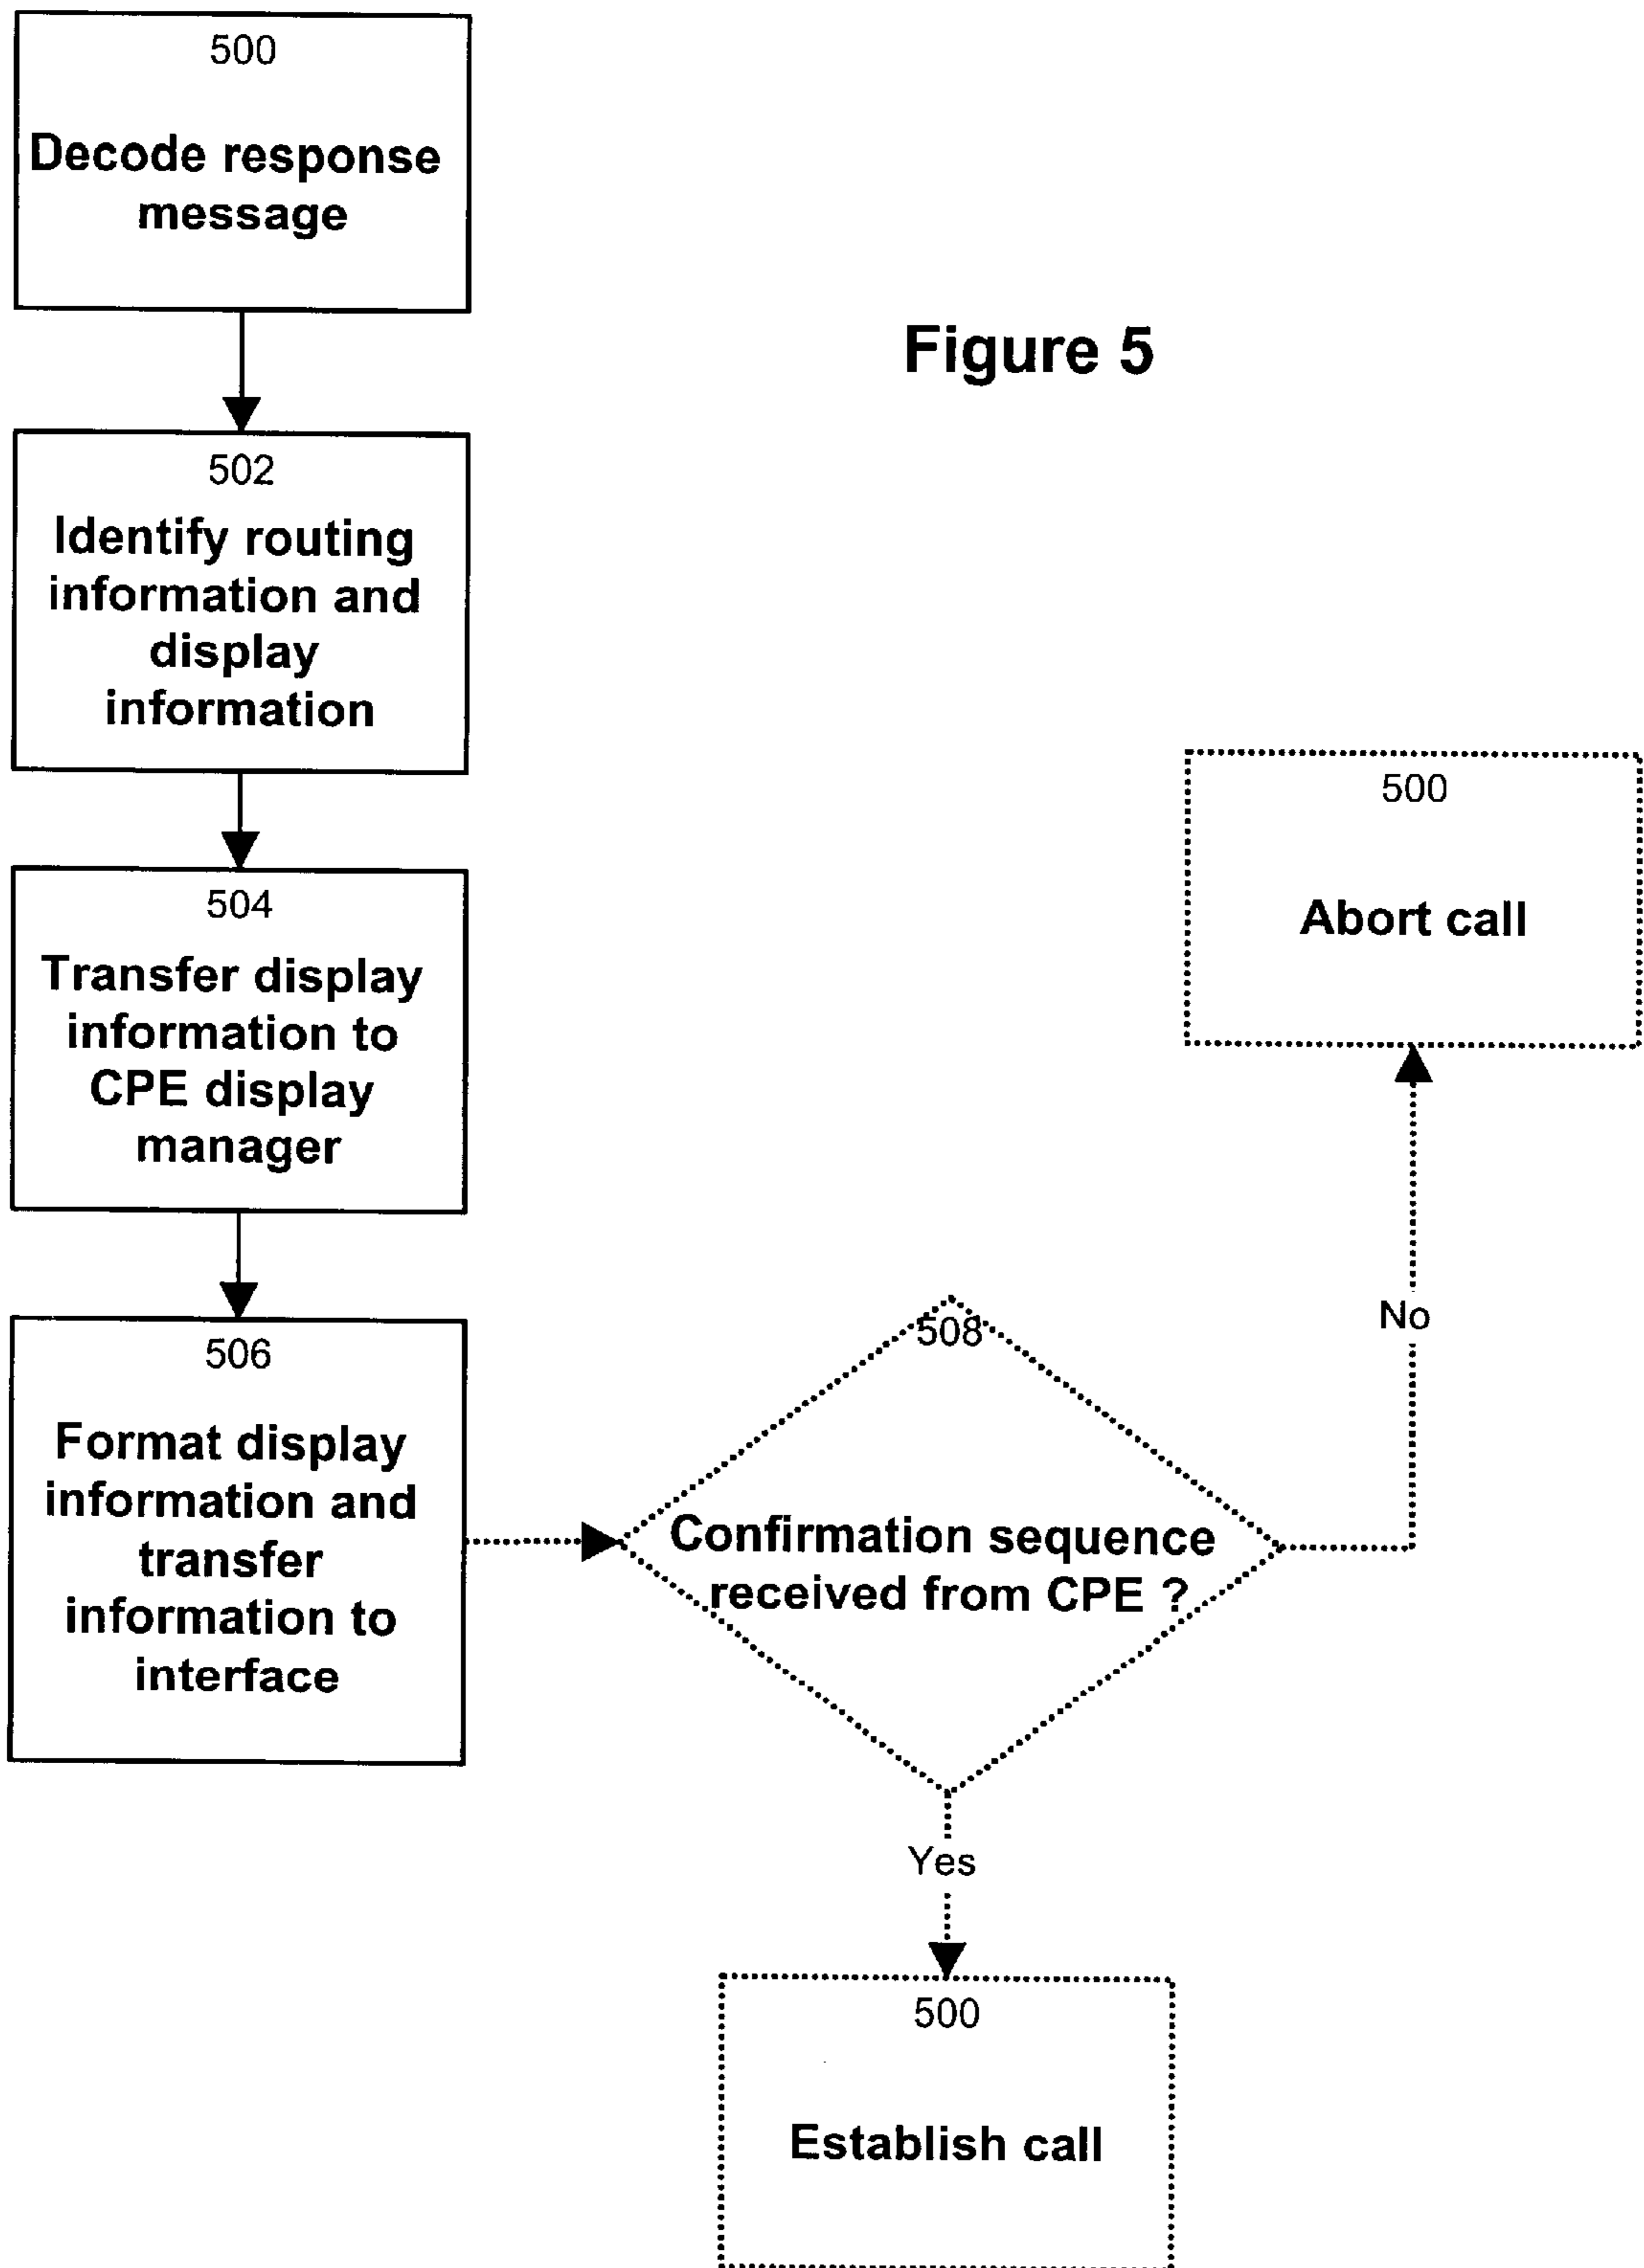 500
Decode response
message
Figure 5
502
Identify routing
information and
display
information
504
Transfer display
information to
CPE display
manager
506
Format display
information and
transfer
information to
interface
508
Confirmation sequence
received from CPE ?
No
500
Abort call
Yes
500
Establish call